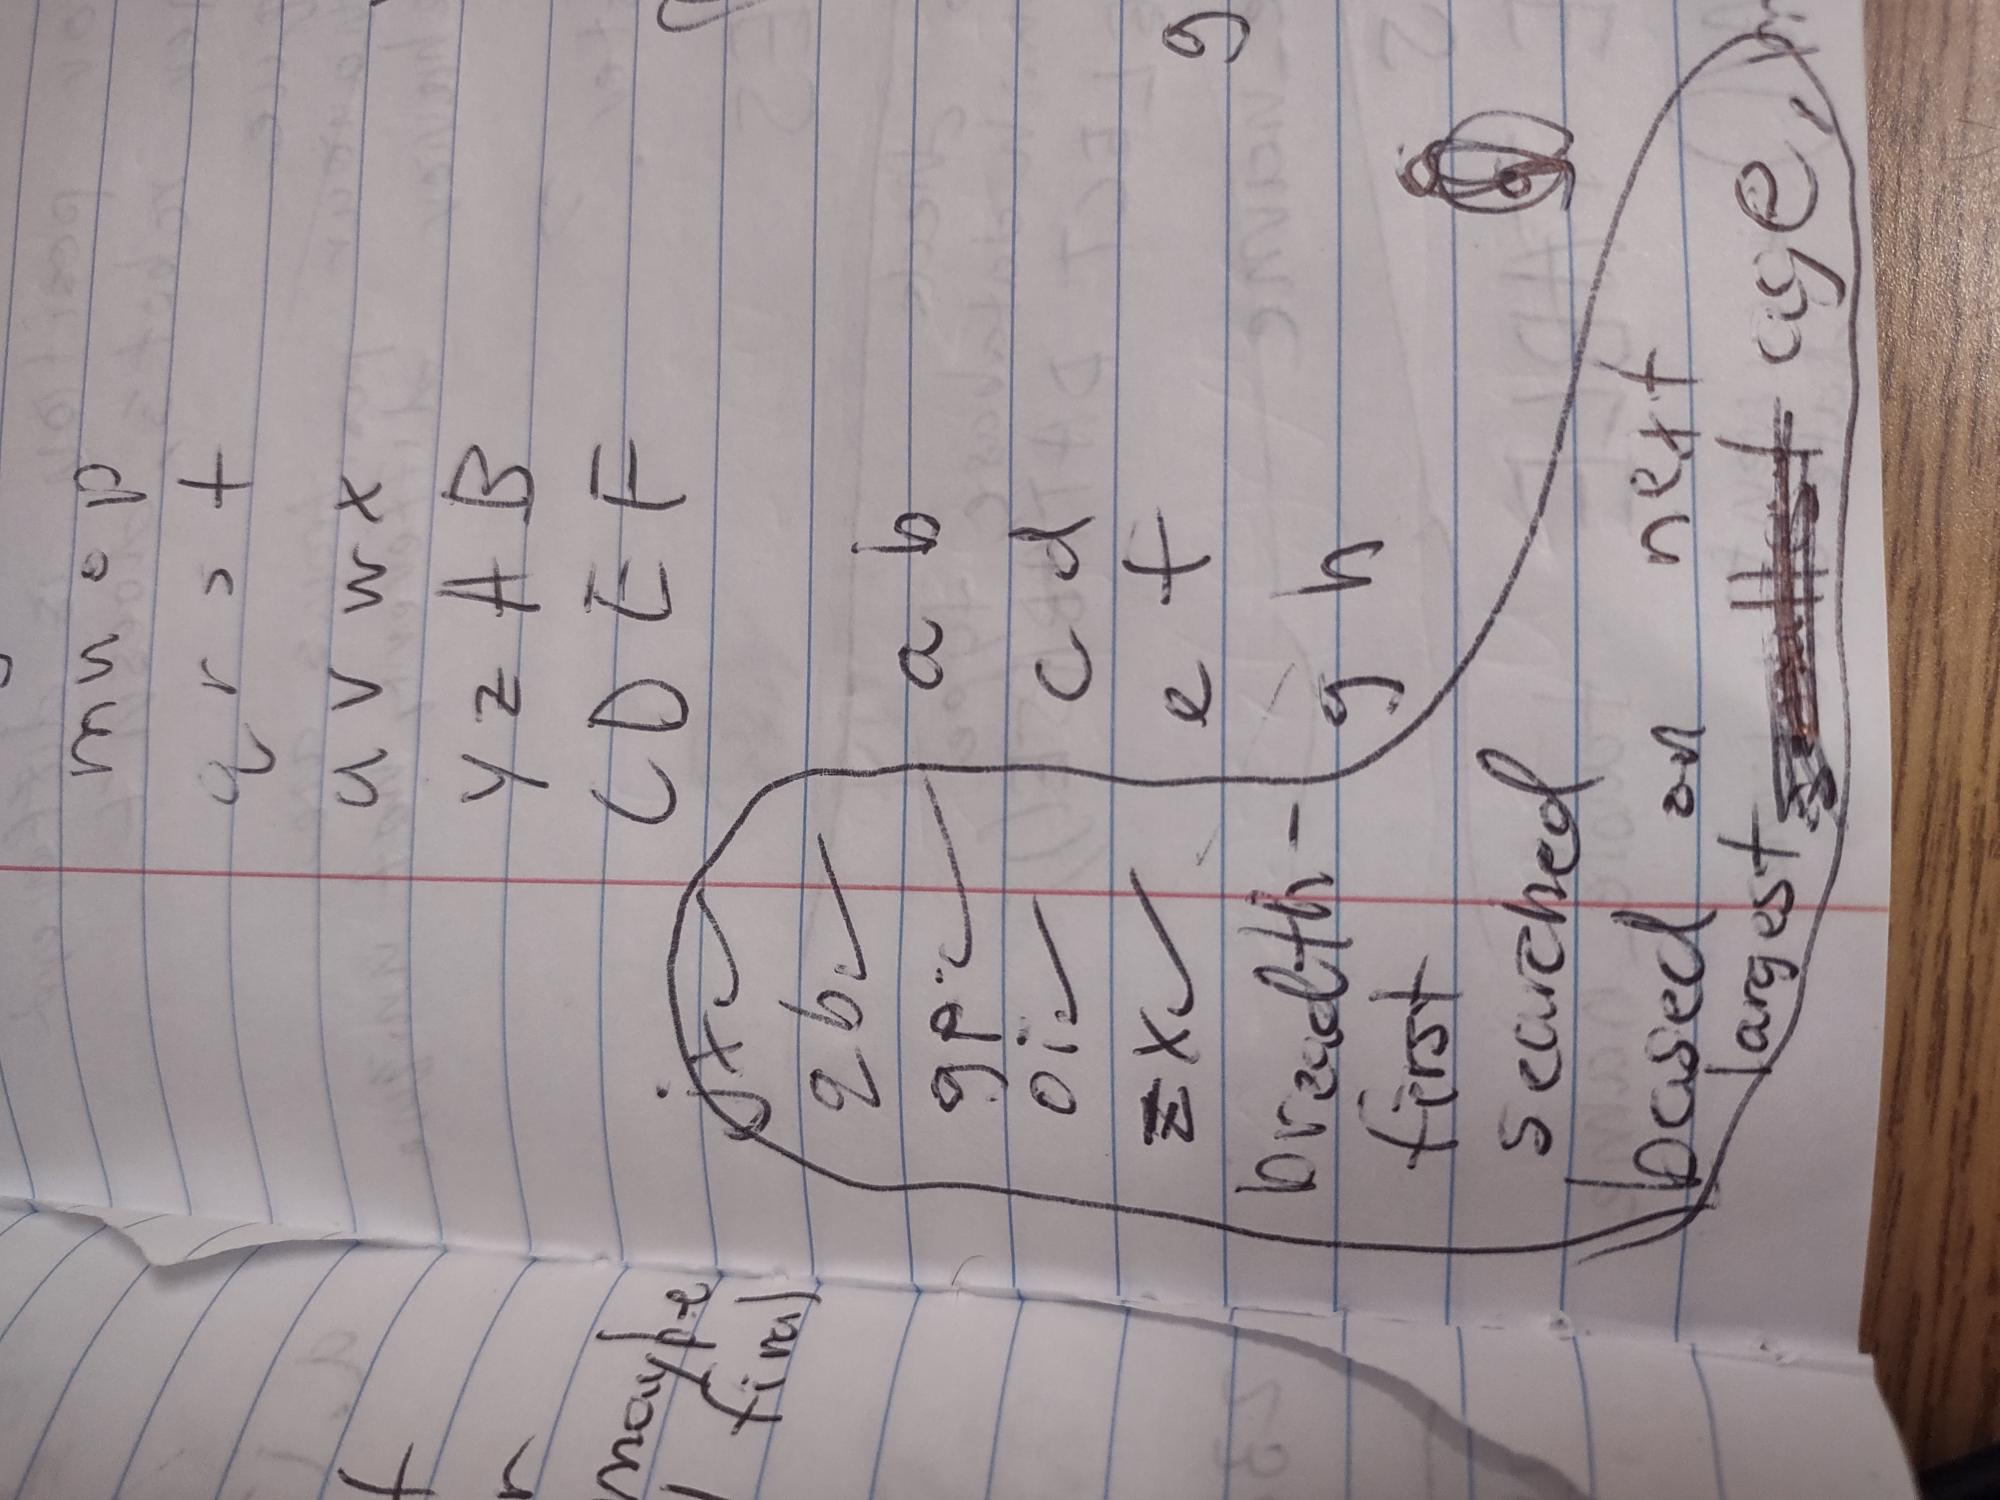 m n o p
q r s t
u v w x
y z A B
C D E F
f
r
maybe
final
jx
qb
gp
oi
zx
breadth-
first
searched
based on next
largest smallest age,
a b
c d
e f
g h
g